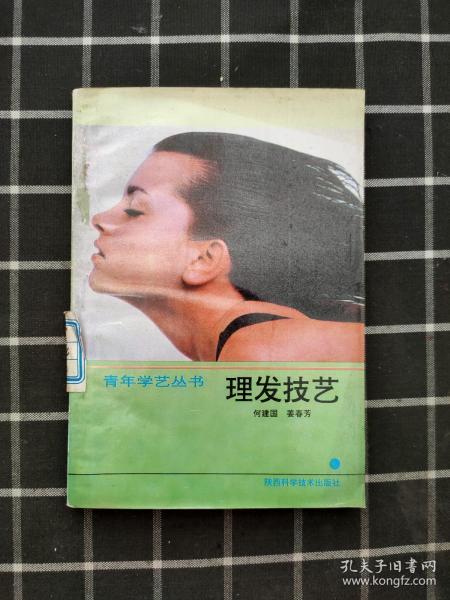 青年学艺丛书
理发技艺
何建国 姜春芳
陕西科学技术出版社
孔夫子旧书网
www.kongfz.com